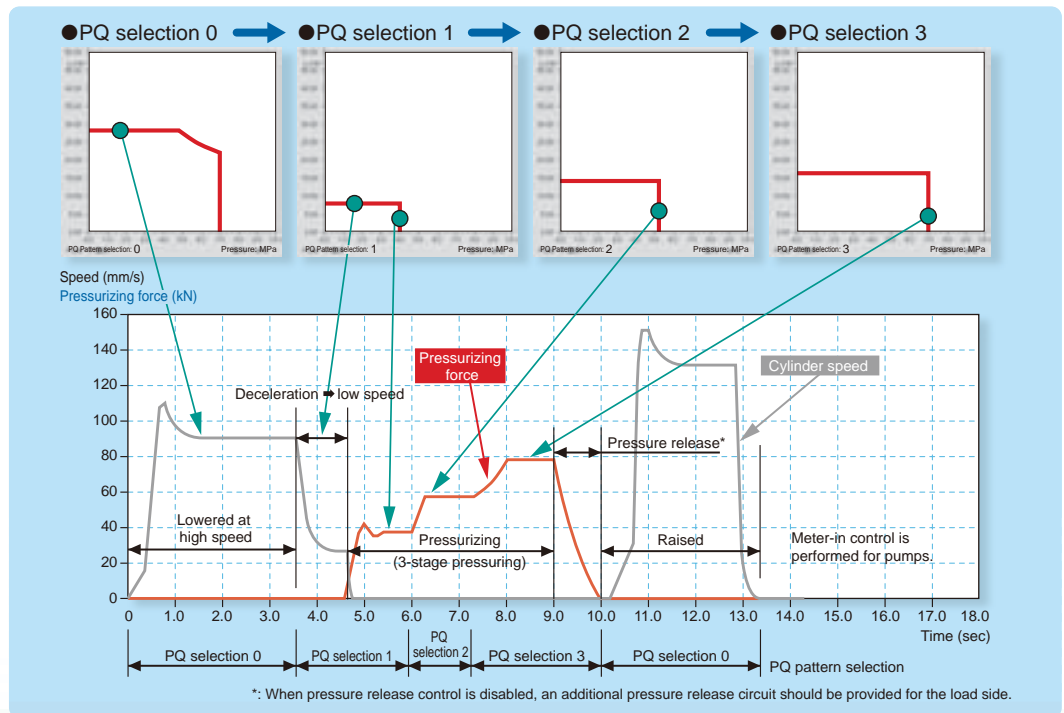 ●PQ selection 0
●PQ selection 1
●PQ selection 2
●PQ selection 3
PQ Pattern selection: 0 Pressure: MPa
PQ Pattern selection: 1 Pressure: MPa
PQ Pattern selection: 2 Pressure: MPa
PQ Pattern selection: 3 Pressure: MPa
Speed (mm/s)
Pressurizing force (kN)
160
140
120
100
80
60
40
20
0
Pressurizing
force
Cylinder speed
Deceleration ➡ low speed
Pressure release*
Lowered at
high speed
Pressurizing
(3-stage pressuring)
Raised
Meter-in control is
performed for pumps.
0 1.0 2.0 3.0 4.0 5.0 6.0 7.0 8.0 9.0 10.0 11.0 12.0 13.0 14.0 15.0 16.0 17.0 18.0
Time (sec)
PQ selection 0
PQ selection 1
PQ
selection 2
PQ selection 3
PQ selection 0
PQ pattern selection
*: When pressure release control is disabled, an additional pressure release circuit should be provided for the load side.